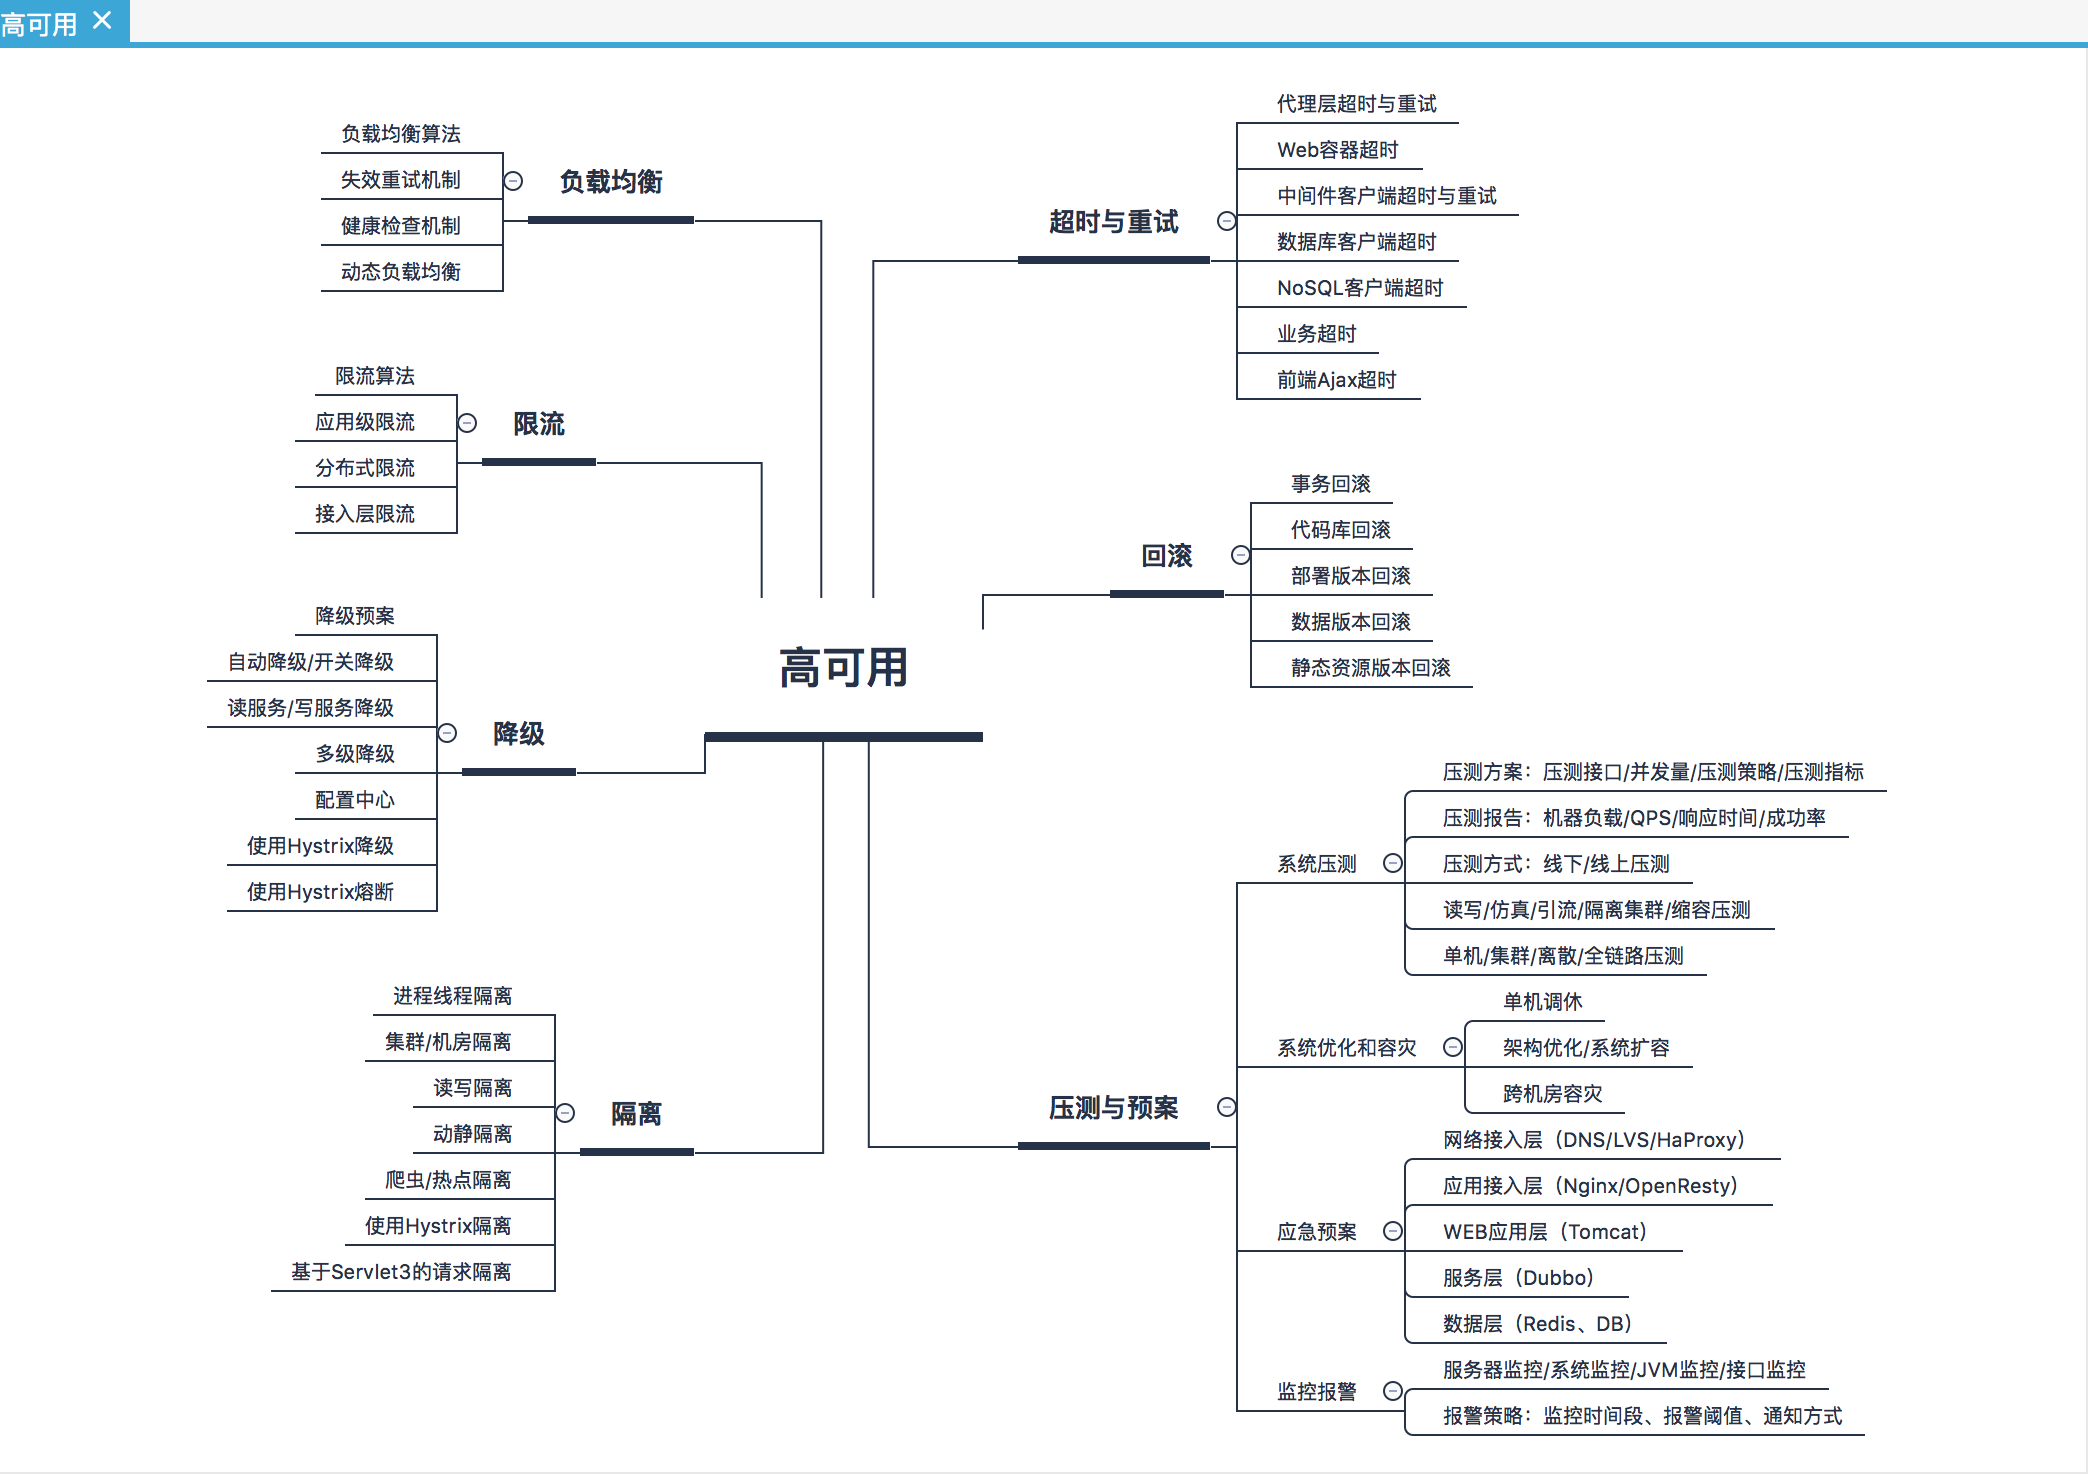 高可用
负载均衡
负载均衡算法
失效重试机制
健康检查机制
动态负载均衡
限流
限流算法
应用级限流
分布式限流
接入层限流
降级
降级预案
自动降级/开关降级
读服务/写服务降级
多级降级
配置中心
使用Hystrix降级
使用Hystrix熔断
隔离
进程线程隔离
集群/机房隔离
读写隔离
动静隔离
爬虫/热点隔离
使用Hystrix隔离
基于Servlet3的请求隔离
高可用
超时与重试
代理层超时与重试
Web容器超时
中间件客户端超时与重试
数据库客户端超时
NoSQL客户端超时
业务超时
前端Ajax超时
回滚
事务回滚
代码库回滚
部署版本回滚
数据版本回滚
静态资源版本回滚
压测与预案
系统压测
压测方案：压测接口/并发量/压测策略/压测指标
压测报告：机器负载/QPS/响应时间/成功率
压测方式：线下/线上压测
读写/仿真/引流/隔离集群/缩容压测
单机/集群/离散/全链路压测
系统优化和容灾
单机调休
架构优化/系统扩容
跨机房容灾
应急预案
网络接入层（DNS/LVS/HaProxy）
应用接入层（Nginx/OpenResty）
WEB应用层（Tomcat）
服务层（Dubbo）
数据层（Redis、DB）
监控报警
服务器监控/系统监控/JVM监控/接口监控
报警策略：监控时间段、报警阈值、通知方式